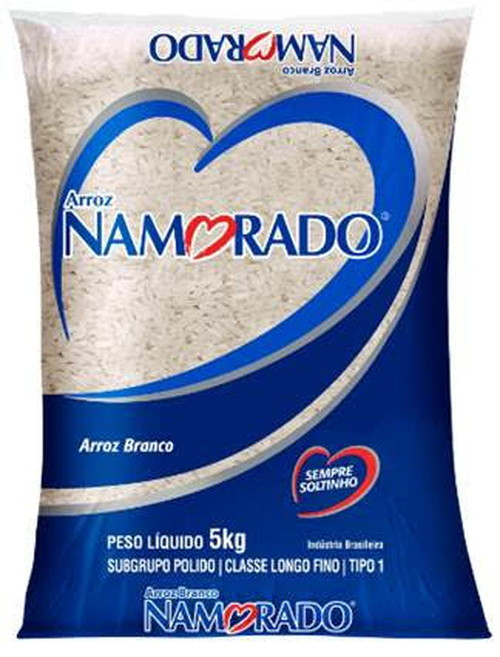 NAMORADO
Arroz Branco
Arroz
NAMORADO®
Arroz Branco
SEMPRE
SOLTINHO
PESO LÍQUIDO 5kg
Indústria Brasileira
SUBGRUPO POLIDO | CLASSE LONGO FINO | TIPO 1
Arroz Branco
NAMORADO®